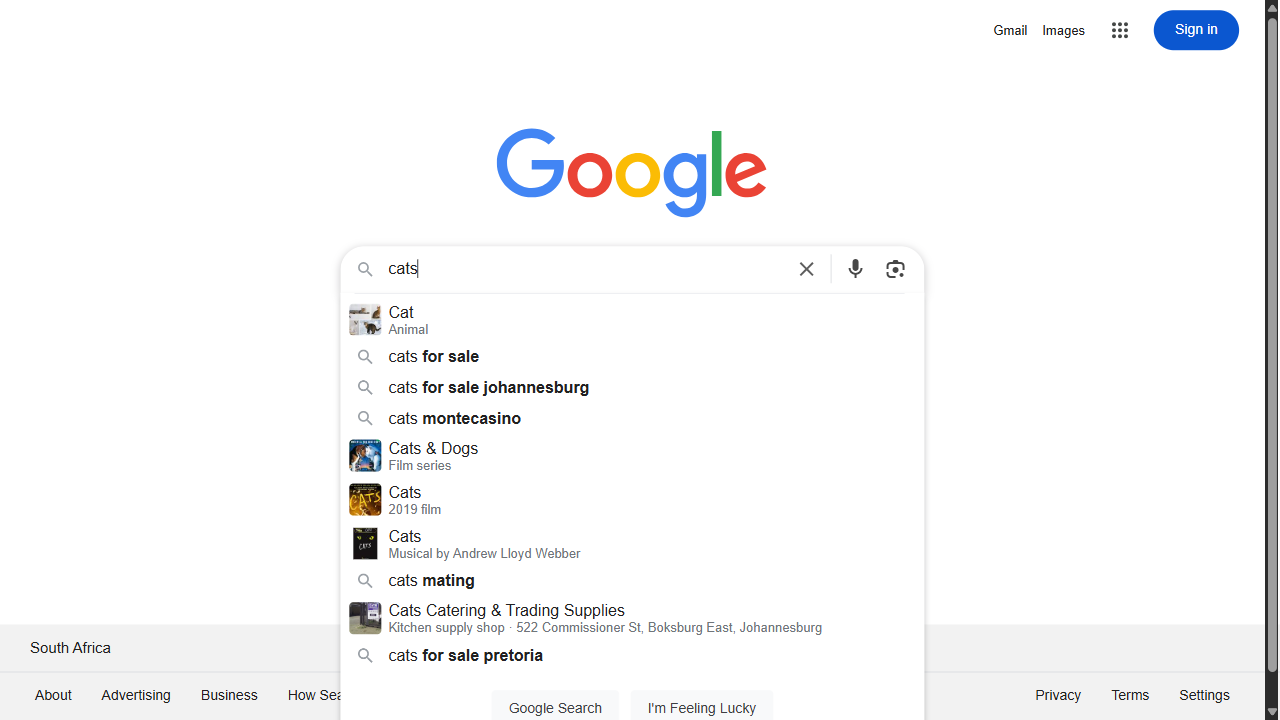 Gmail
Images
Sign in
Google
cats
Cat
Animal
cats for sale
cats for sale johannesburg
cats montecasino
Cats & Dogs
Film series
CATS
Cats
2019 film
CATS
Cats
Musical by Andrew Lloyd Webber
cats mating
Cats Catering & Trading Supplies
Kitchen supply shop · 522 Commissioner St, Boksburg East, Johannesburg
cats for sale pretoria
Google Search
I'm Feeling Lucky
South Africa
About
Advertising
Business
How Sea
Privacy
Terms
Settings